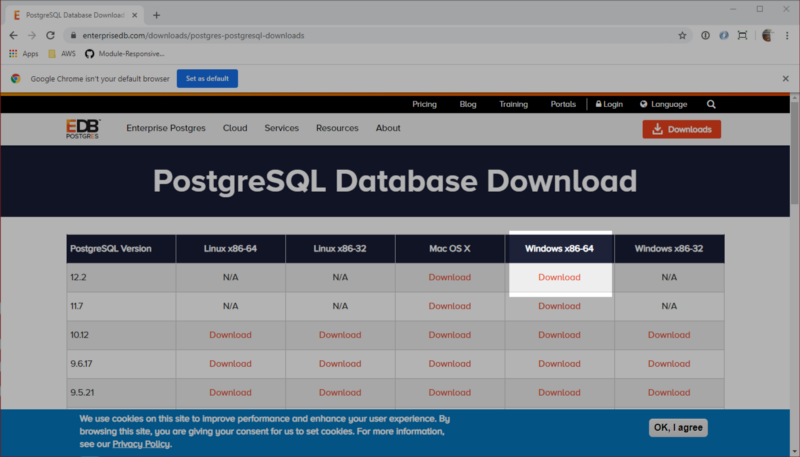 PostgreSQL Database Download
enterprisedb.com/downloads/postgres-postgresql-downloads
Apps AWS Module-Responsive...
Google Chrome isn't your default browser Set as default
Pricing Blog Training Portals Login Language
EDB POSTGRES Enterprise Postgres Cloud Services Resources About Downloads
PostgreSQL Database Download
PostgreSQL Version Linux x86-64 Linux x86-32 Mac OS X Windows x86-64 Windows x86-32
12.2 N/A N/A Download Download N/A
11.7 N/A N/A Download Download N/A
10.12 Download Download Download Download Download
9.6.17 Download Download Download Download Download
9.5.21 Download Download Download Download Download
We use cookies on this site to improve performance and enhance your user experience. By
browsing this site, you are giving your consent for us to set cookies. For more information,
see our Privacy Policy.
OK, I agree